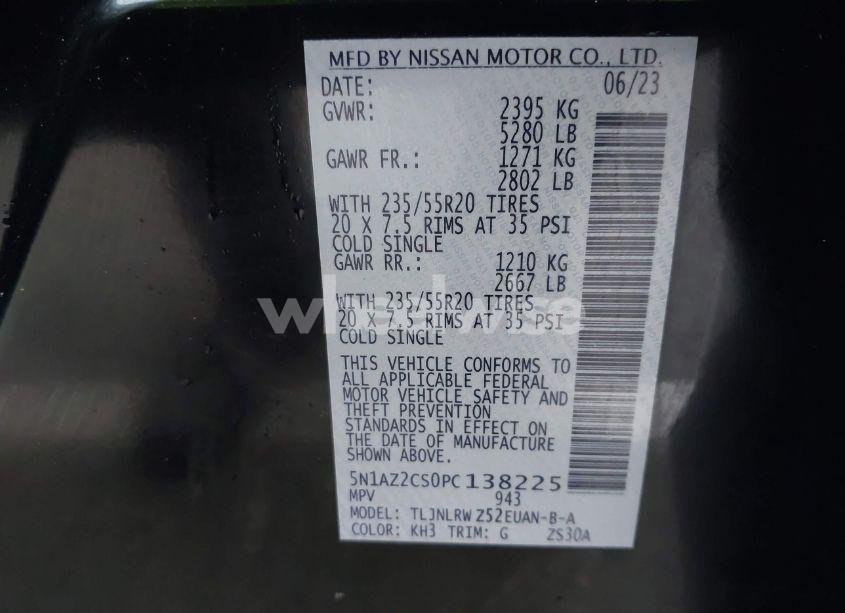 MFD BY NISSAN MOTOR CO., LTD.
DATE: 06/23
GVWR: 2395 KG
5280 LB
GAWR FR.: 1271 KG
2802 LB
WITH 235/55R20 TIRES
20 X 7.5 RIMS AT 35 PSI
COLD SINGLE
GAWR RR.: 1210 KG
2667 LB
WITH 235/55R20 TIRES
20 X 7.5 RIMS AT 35 PSI
COLD SINGLE
wheelwise
THIS VEHICLE CONFORMS TO
ALL APPLICABLE FEDERAL
MOTOR VEHICLE SAFETY AND
THEFT PREVENTION
STANDARDS IN EFFECT ON
THE DATE OF MANUFACTURE
SHOWN ABOVE.
5N1AZ2CS0PC138225
MPV 943
MODEL: TLJNLRW Z52EUAN-B-A
COLOR: KH3 TRIM: G ZS30A